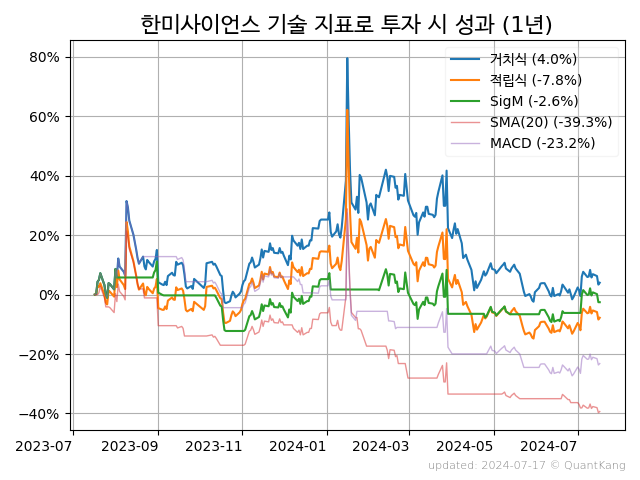 한미사이언스 기술 지표로 투자 시 성과 (1년)
80%
60%
40%
20%
0%
−20%
−40%
거치식 (4.0%)
적립식 (-7.8%)
SigM (-2.6%)
SMA(20) (-39.3%)
MACD (-23.2%)
2023-07 2023-09 2023-11 2024-01 2024-03 2024-05 2024-07
updated: 2024-07-17 © QuantKang